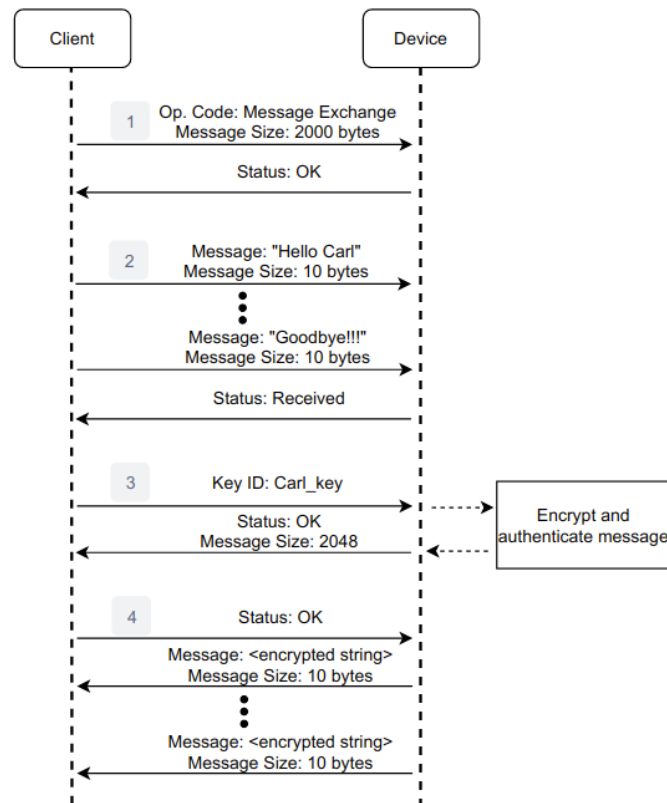 Client
Device
1
Op. Code: Message Exchange
Message Size: 2000 bytes
Status: OK
2
Message: "Hello Carl"
Message Size: 10 bytes
Message: "Goodbye!!!"
Message Size: 10 bytes
Status: Received
3
Key ID: Carl_key
Status: OK
Message Size: 2048
Encrypt and
authenticate message
4
Status: OK
Message: <encrypted string>
Message Size: 10 bytes
Message: <encrypted string>
Message Size: 10 bytes